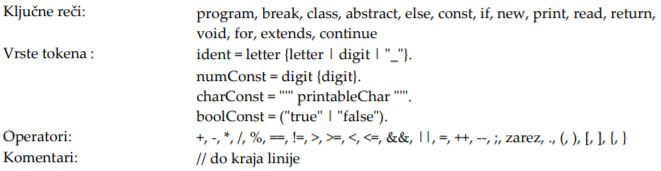 Ključne reči: program, break, class, abstract, else, const, if, new, print, read, return,
void, for, extends, continue
Vrste tokena : ident = letter {letter | digit | "_"}.
numConst = digit {digit}.
charConst = "'" printableChar "'".
boolConst = ("true" | "false").
Operatori: +, -, *, /, %, ==, !=, >, >=, <, <=, &&, ||, =, ++, --, ;, zarez, ., (, ), [, ], {, }
Komentari: // do kraja linije